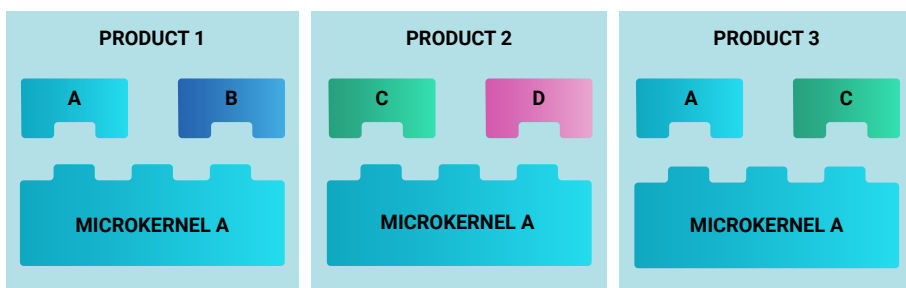 PRODUCT 1
A
B
MICROKERNEL A
PRODUCT 2
C
D
MICROKERNEL A
PRODUCT 3
A
C
MICROKERNEL A